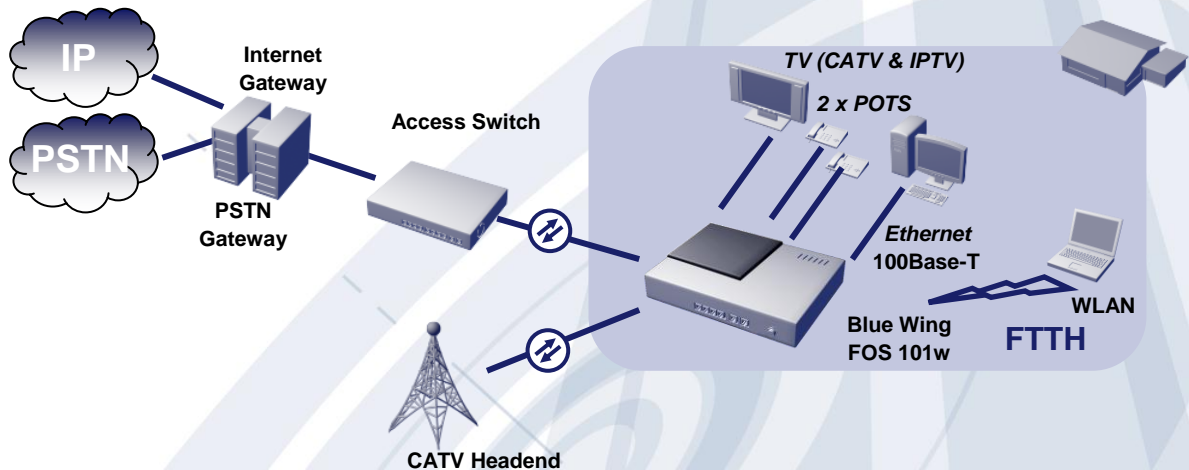 IP
PSTN
Internet
Gateway
PSTN
Gateway
Access Switch
CATV Headend
TV (CATV & IPTV)
2 x POTS
Ethernet
100Base-T
WLAN
Blue Wing
FOS 101w
FTTH